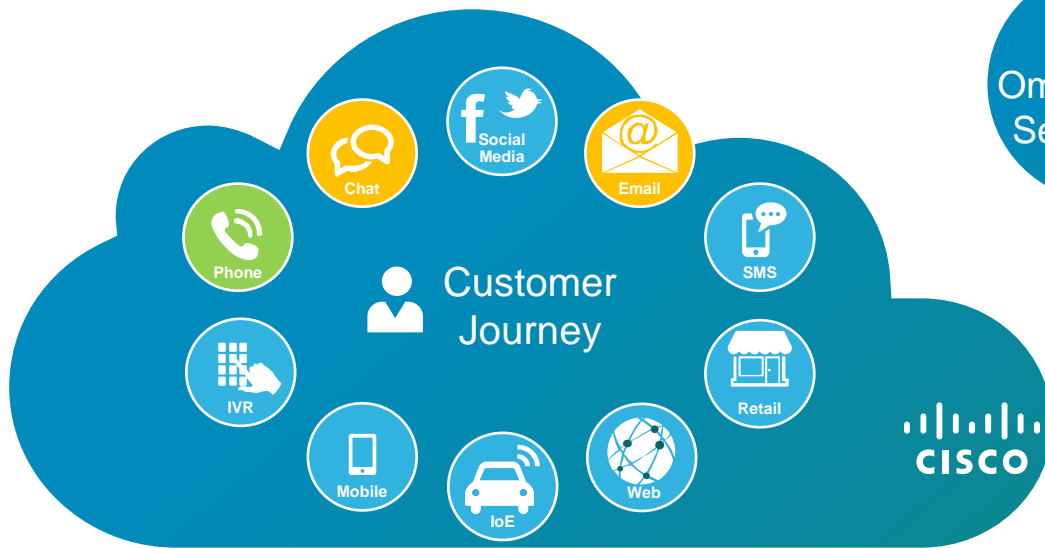 Social
Media
Chat
Email
Phone
SMS
Customer
Journey
IVR
Retail
Mobile
IoE
Web
CISCO